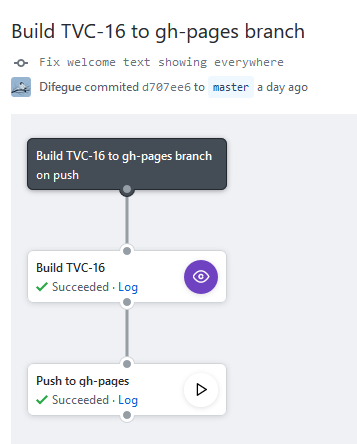 Build TVC-16 to gh-pages branch
Fix welcome text showing everywhere
Difegue commited d707ee6 to master a day ago
Build TVC-16 to gh-pages branch
on push
Build TVC-16
Succeeded · Log
Push to gh-pages
Succeeded · Log